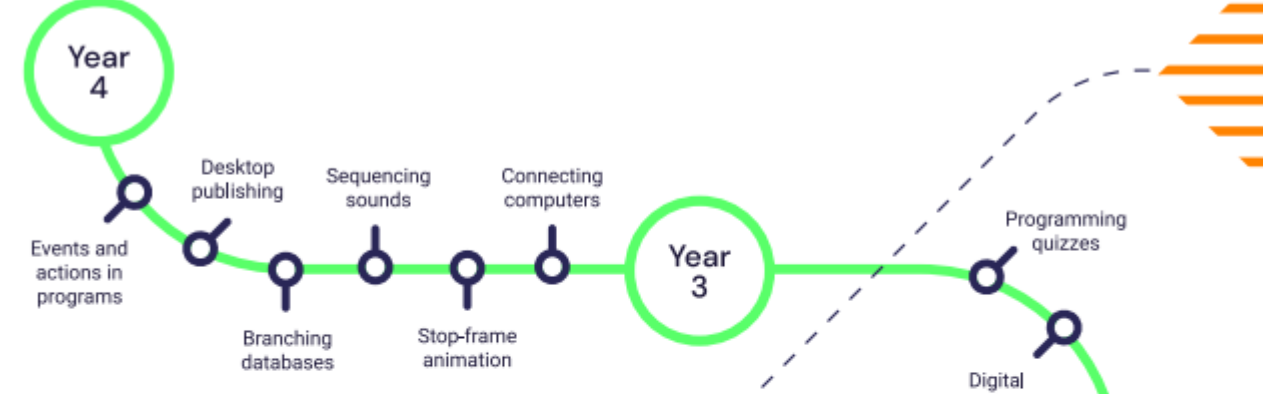 Year
4
Desktop
publishing
Sequencing
sounds
Connecting
computers
Events and
actions in
programs
Branching
databases
Stop-frame
animation
Year
3
Programming
quizzes
Digital